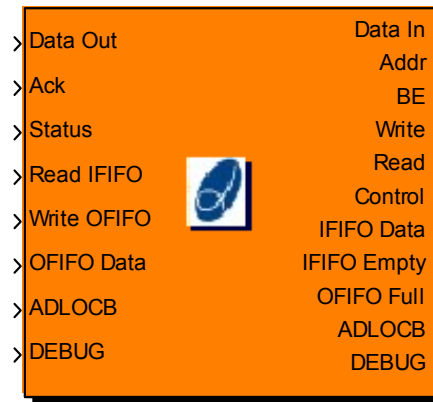 Data Out
Ack
Status
Read IFIFO
Write OFIFO
OFIFO Data
ADLOCB
DEBUG
Data In
Addr
BE
Write
Read
Control
IFIFO Data
IFIFO Empty
OFIFO Full
ADLOCB
DEBUG